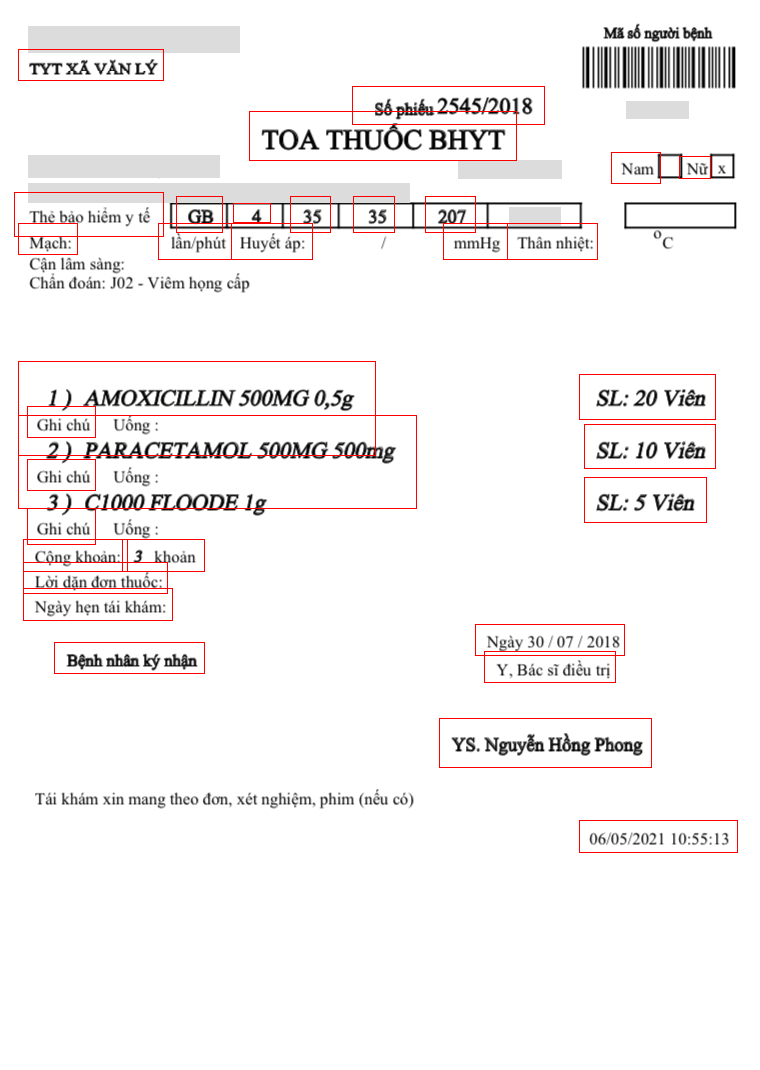 Mã số người bệnh
TYT XÃ VĂN LÝ
Số phiếu 2545/2018
TOA THUỐC BHYT
Nam Nữ x
Thẻ bảo hiểm y tế GB 4 35 35 207
Mạch: lần/phút Huyết áp: / mmHg Thân nhiệt: oC
Cận lâm sàng:
Chẩn đoán: J02 - Viêm họng cấp
1 ) AMOXICILLIN 500MG 0,5g SL: 20 Viên
Ghi chú Uống :
2 ) PARACETAMOL 500MG 500mg SL: 10 Viên
Ghi chú Uống :
3 ) C1000 FLOODE 1g SL: 5 Viên
Ghi chú Uống :
Cộng khoản: 3 khoản
Lời dặn đơn thuốc:
Ngày hẹn tái khám:
Ngày 30 / 07 / 2018
Bệnh nhân ký nhận Y, Bác sĩ điều trị
YS. Nguyễn Hồng Phong
Tái khám xin mang theo đơn, xét nghiệm, phim (nếu có)
06/05/2021 10:55:13